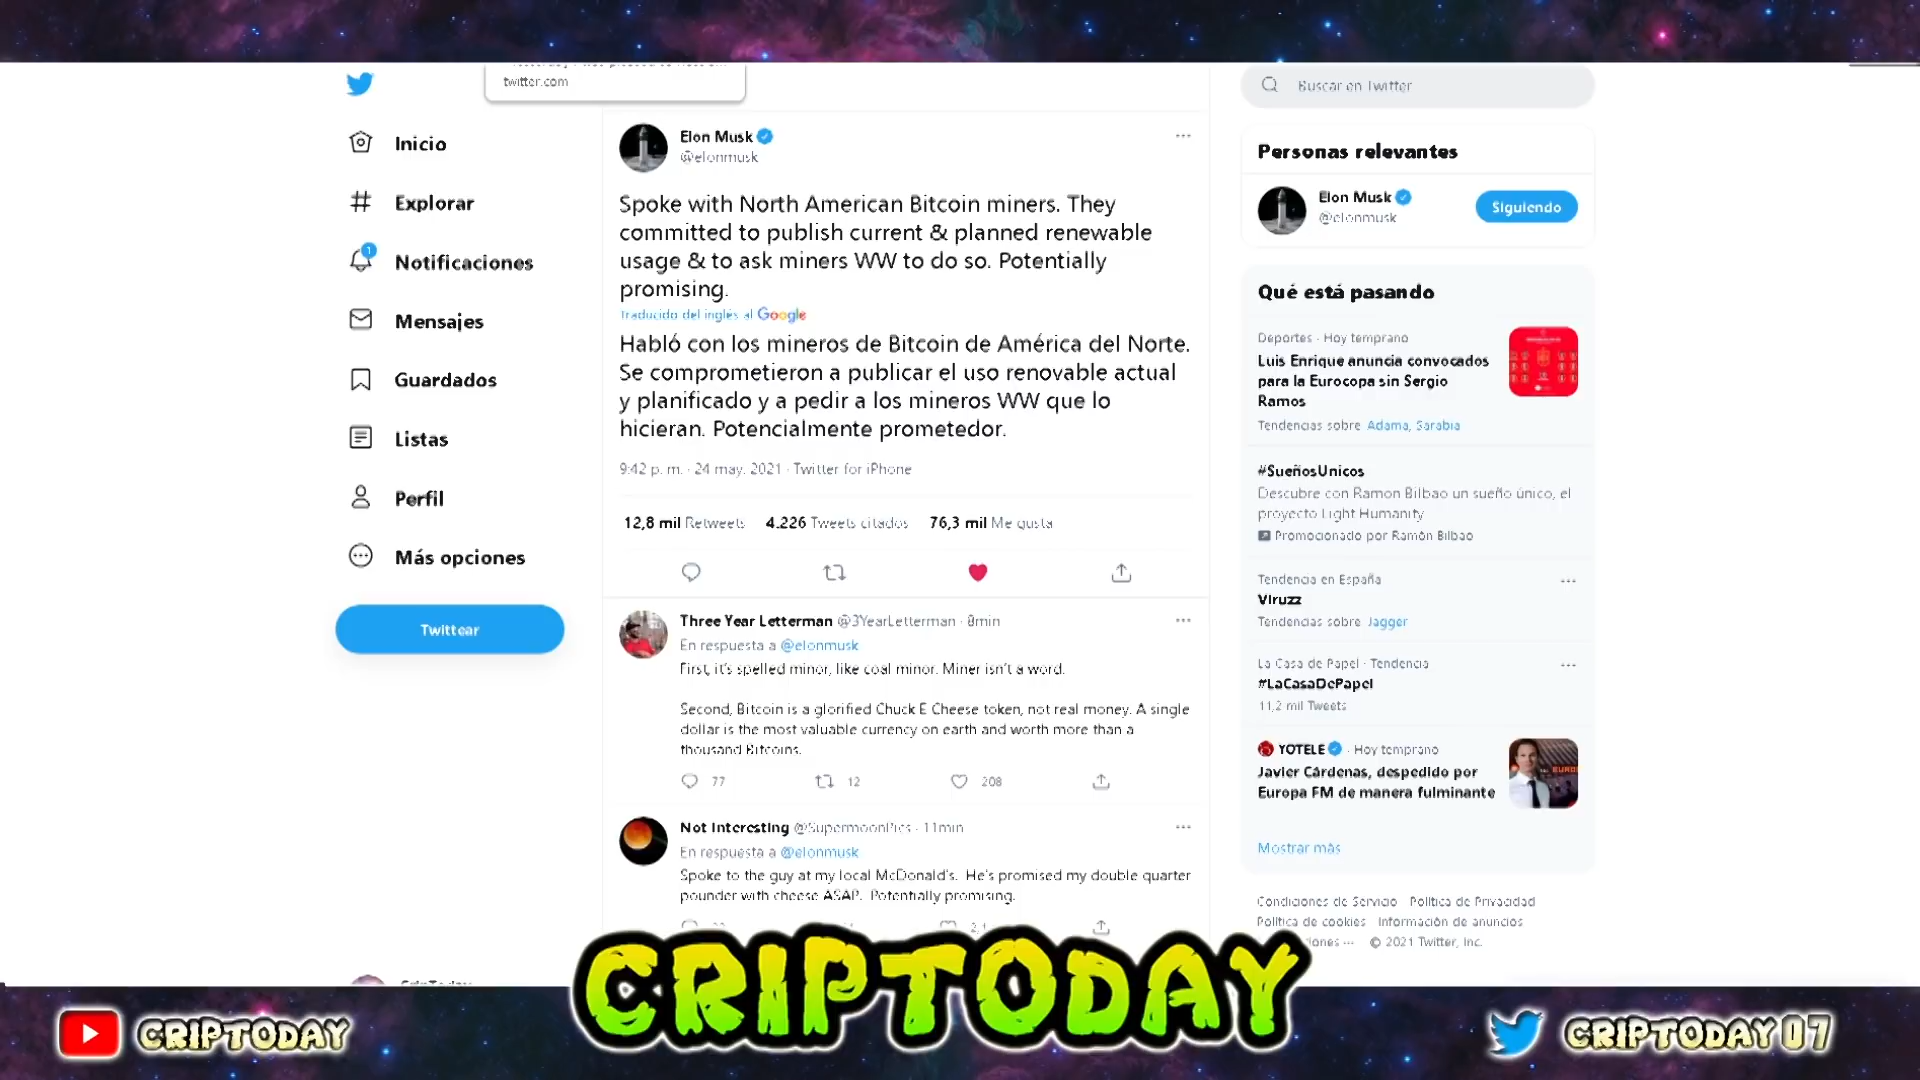 twitter.com
Inicio
Explorar
1
Notificaciones
Mensajes
Guardados
Listas
Perfil
Más opciones
Twittear
Elon Musk
@elonmusk
Spoke with North American Bitcoin miners. They
committed to publish current & planned renewable
usage & to ask miners WW to do so. Potentially
promising.
Traducido del inglés al Google
Habló con los mineros de Bitcoin de América del Norte.
Se comprometieron a publicar el uso renovable actual
y planificado y a pedir a los mineros WW que lo
hicieran. Potencialmente prometedor.
9:42 p. m. · 24 may. 2021 · Twitter for iPhone
12,8 mil Retweets 4.226 Tweets citados 76,3 mil Me gusta
Three Year Letterman @3YearLetterman · 8min
En respuesta a @elonmusk
First, it's spelled minor, like coal minor. Miner isn't a word.
Second, Bitcoin is a glorified Chuck E Cheese token, not real money. A single
dollar is the most valuable currency on earth and worth more than a
thousand Bitcoins.
77 12 208
Not Interesting @SupermoonPics · 11min
En respuesta a @elonmusk
Spoke to the guy at my local McDonald's. He's promised my double quarter
pounder with cheese ASAP. Potentially promising.
Buscar en Twitter
Personas relevantes
Elon Musk
@elonmusk
Siguiendo
Qué está pasando
Deportes · Hoy temprano
Luis Enrique anuncia convocados
para la Eurocopa sin Sergio
Ramos
Tendencias sobre Adama, Sarabia
#SueñosUnicos
Descubre con Ramon Bilbao un sueño único, el
proyecto Light Humanity
Promocionado por Ramón Bilbao
Tendencia en España
Viruzz
Tendencias sobre Jagger
La Casa de Papel · Tendencia
#LaCasaDePapel
11,2 mil Tweets
YOTELE · Hoy temprano
Javier Cárdenas, despedido por
Europa FM de manera fulminante
Mostrar más
Condiciones de Servicio Política de Privacidad
Política de cookies Información de anuncios
© 2021 Twitter, Inc.
CRIPTODAY
CRIPTODAY
CRIPTODAY 07